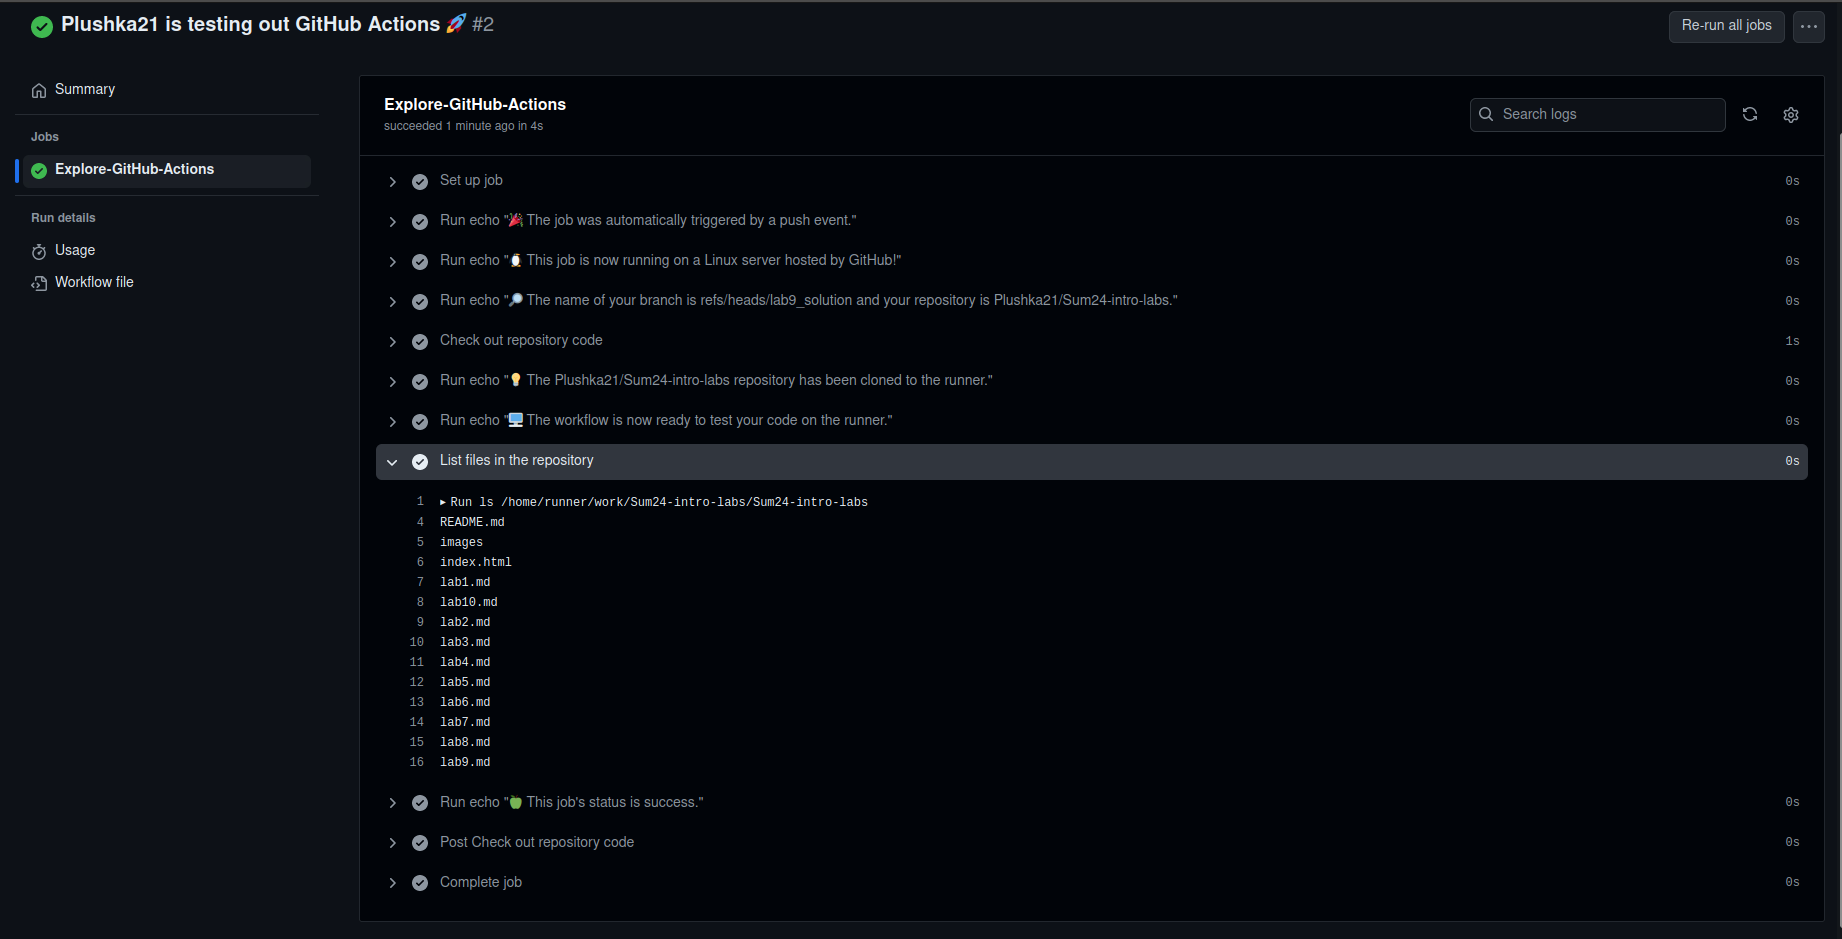 Plushka21 is testing out GitHub Actions 🚀 #2
Re-run all jobs
Summary
Jobs
Explore-GitHub-Actions
Run details
Usage
Workflow file
Explore-GitHub-Actions
succeeded 1 minute ago in 4s
Search logs
Set up job 0s
Run echo "🎉 The job was automatically triggered by a push event." 0s
Run echo "🐧 This job is now running on a Linux server hosted by GitHub!" 0s
Run echo "🔎 The name of your branch is refs/heads/lab9_solution and your repository is Plushka21/Sum24-intro-labs." 0s
Check out repository code 1s
Run echo "💡 The Plushka21/Sum24-intro-labs repository has been cloned to the runner." 0s
Run echo "🖥️ The workflow is now ready to test your code on the runner." 0s
List files in the repository 0s
1 ▸ Run ls /home/runner/work/Sum24-intro-labs/Sum24-intro-labs
4 README.md
5 images
6 index.html
7 lab1.md
8 lab10.md
9 lab2.md
10 lab3.md
11 lab4.md
12 lab5.md
13 lab6.md
14 lab7.md
15 lab8.md
16 lab9.md
Run echo "🍏 This job's status is success." 0s
Post Check out repository code 0s
Complete job 0s